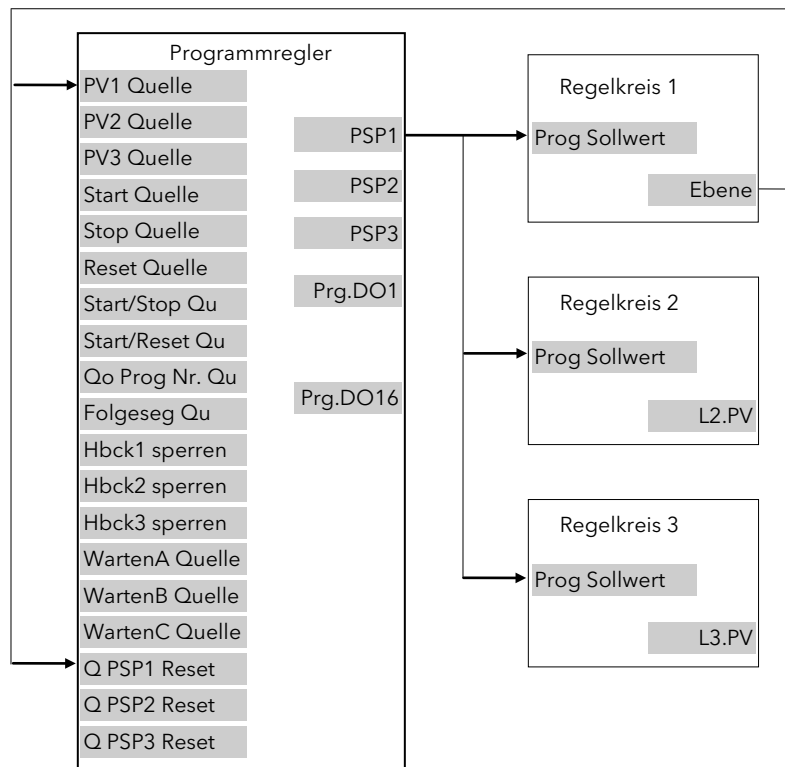 Programmregler
PV1 Quelle
PV2 Quelle
PV3 Quelle
Start Quelle
Stop Quelle
Reset Quelle
Start/Stop Qu
Start/Reset Qu
Qo Prog Nr. Qu
Folgeseg Qu
Hbck1 sperren
Hbck2 sperren
Hbck3 sperren
WartenA Quelle
WartenB Quelle
WartenC Quelle
Q PSP1 Reset
Q PSP2 Reset
Q PSP3 Reset
PSP1
PSP2
PSP3
Prg.DO1
Prg.DO16
Regelkreis 1
Prog Sollwert
Ebene
Regelkreis 2
Prog Sollwert
L2.PV
Regelkreis 3
Prog Sollwert
L3.PV